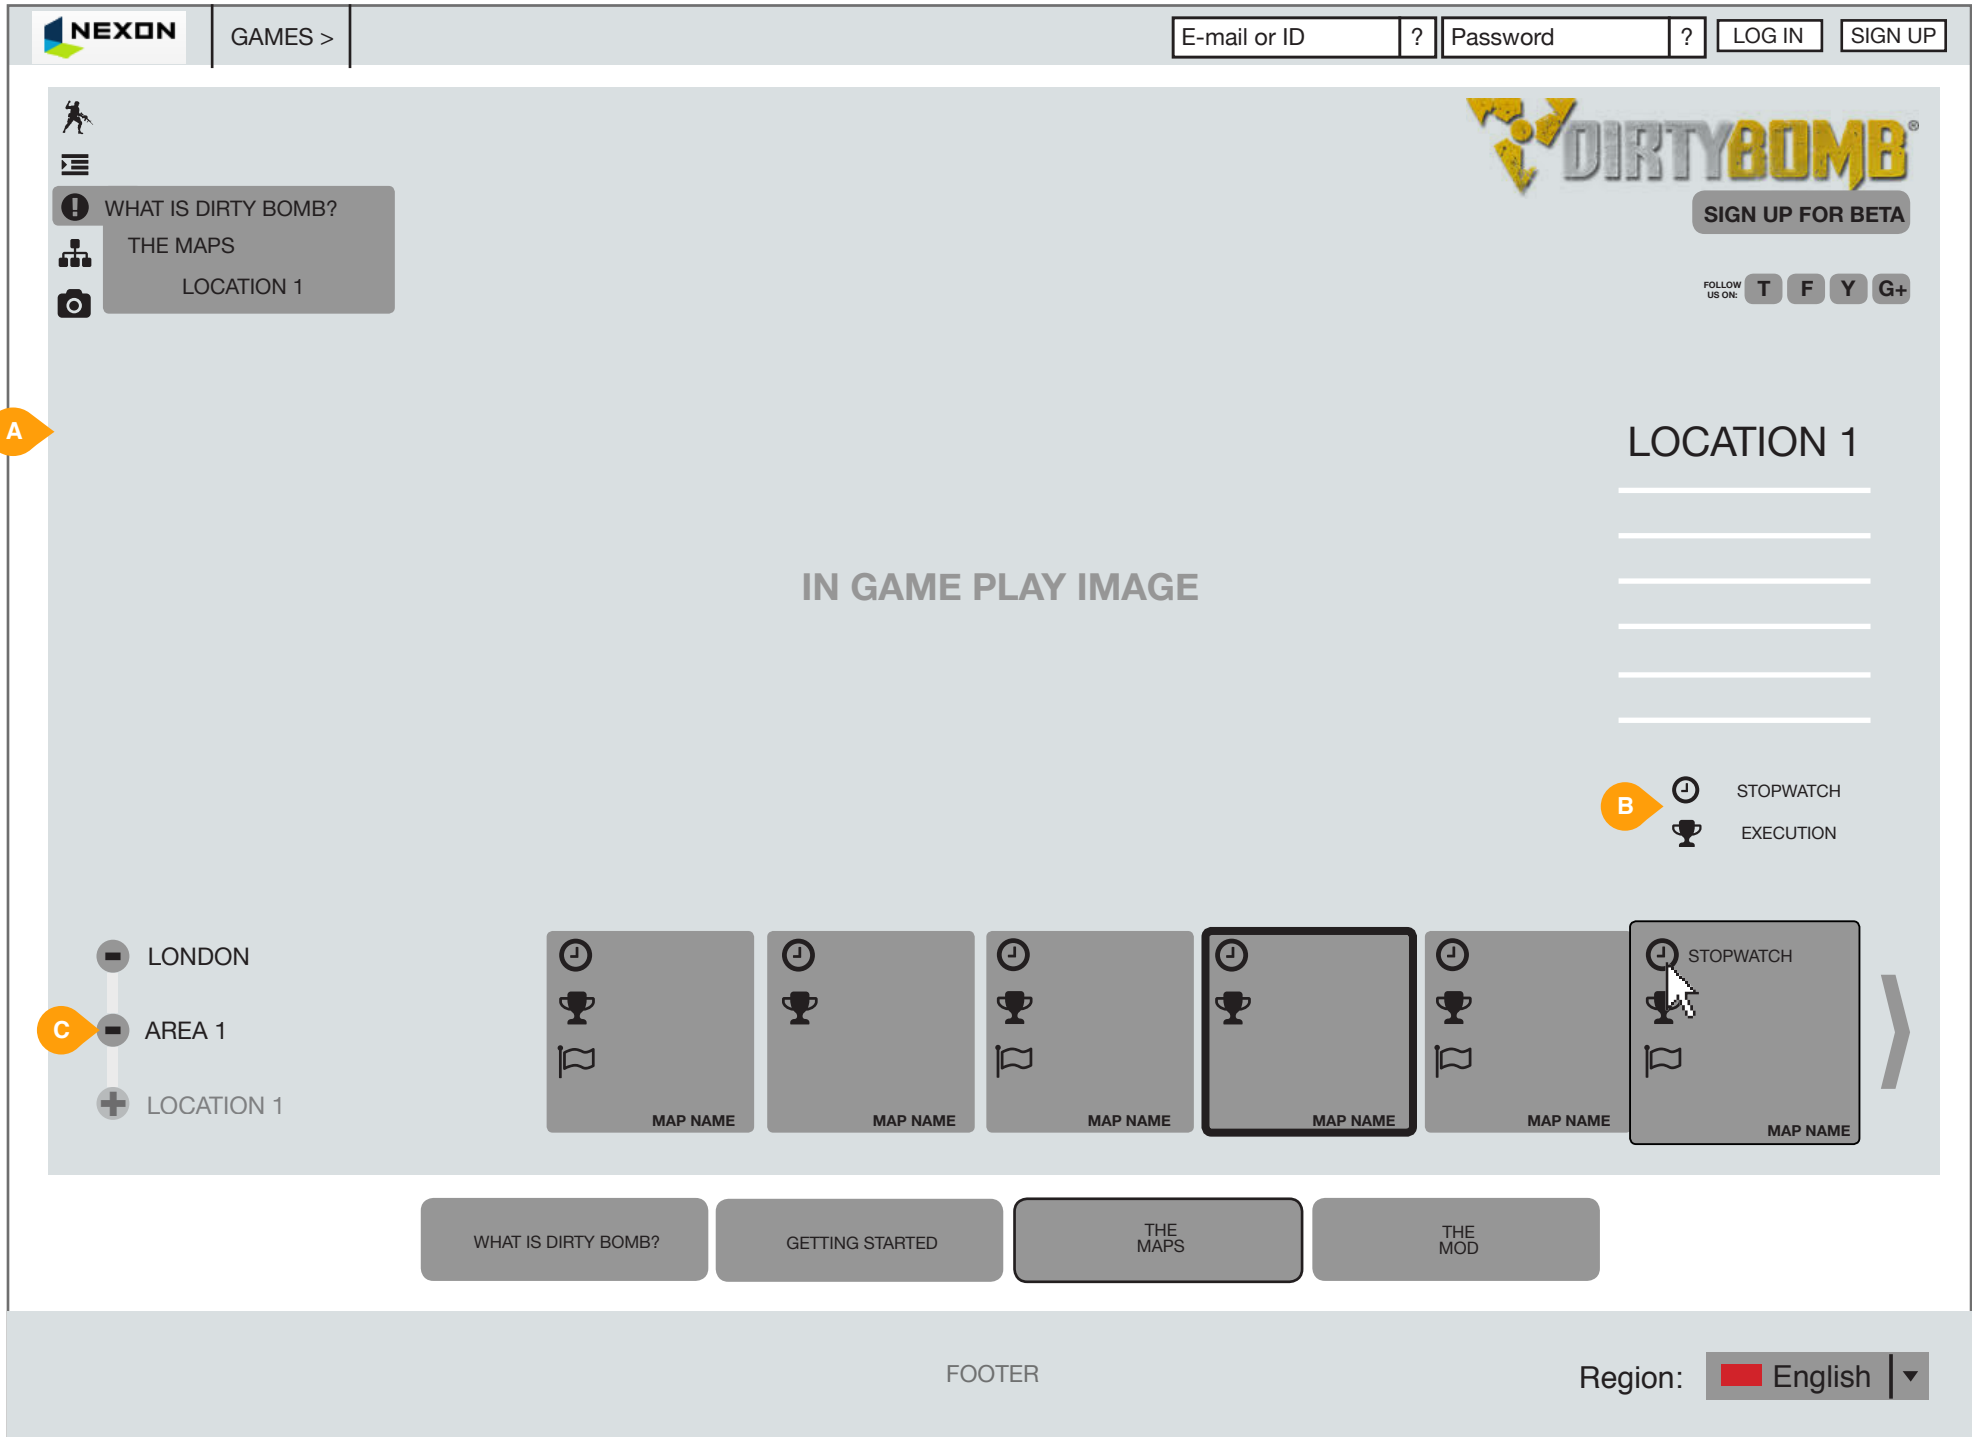 NEXON
GAMES >
E-mail or ID
?
Password
?
LOG IN
SIGN UP
DIRTYBOMB®
WHAT IS DIRTY BOMB?
THE MAPS
LOCATION 1
SIGN UP FOR BETA
FOLLOW
US ON:
T
F
Y
G+
A
LOCATION 1
IN GAME PLAY IMAGE
B
STOPWATCH
EXECUTION
LONDON
C
AREA 1
LOCATION 1
MAP NAME
MAP NAME
MAP NAME
MAP NAME
MAP NAME
STOPWATCH
MAP NAME
WHAT IS DIRTY BOMB?
GETTING STARTED
THE
MAPS
THE
MOD
FOOTER
Region:
English